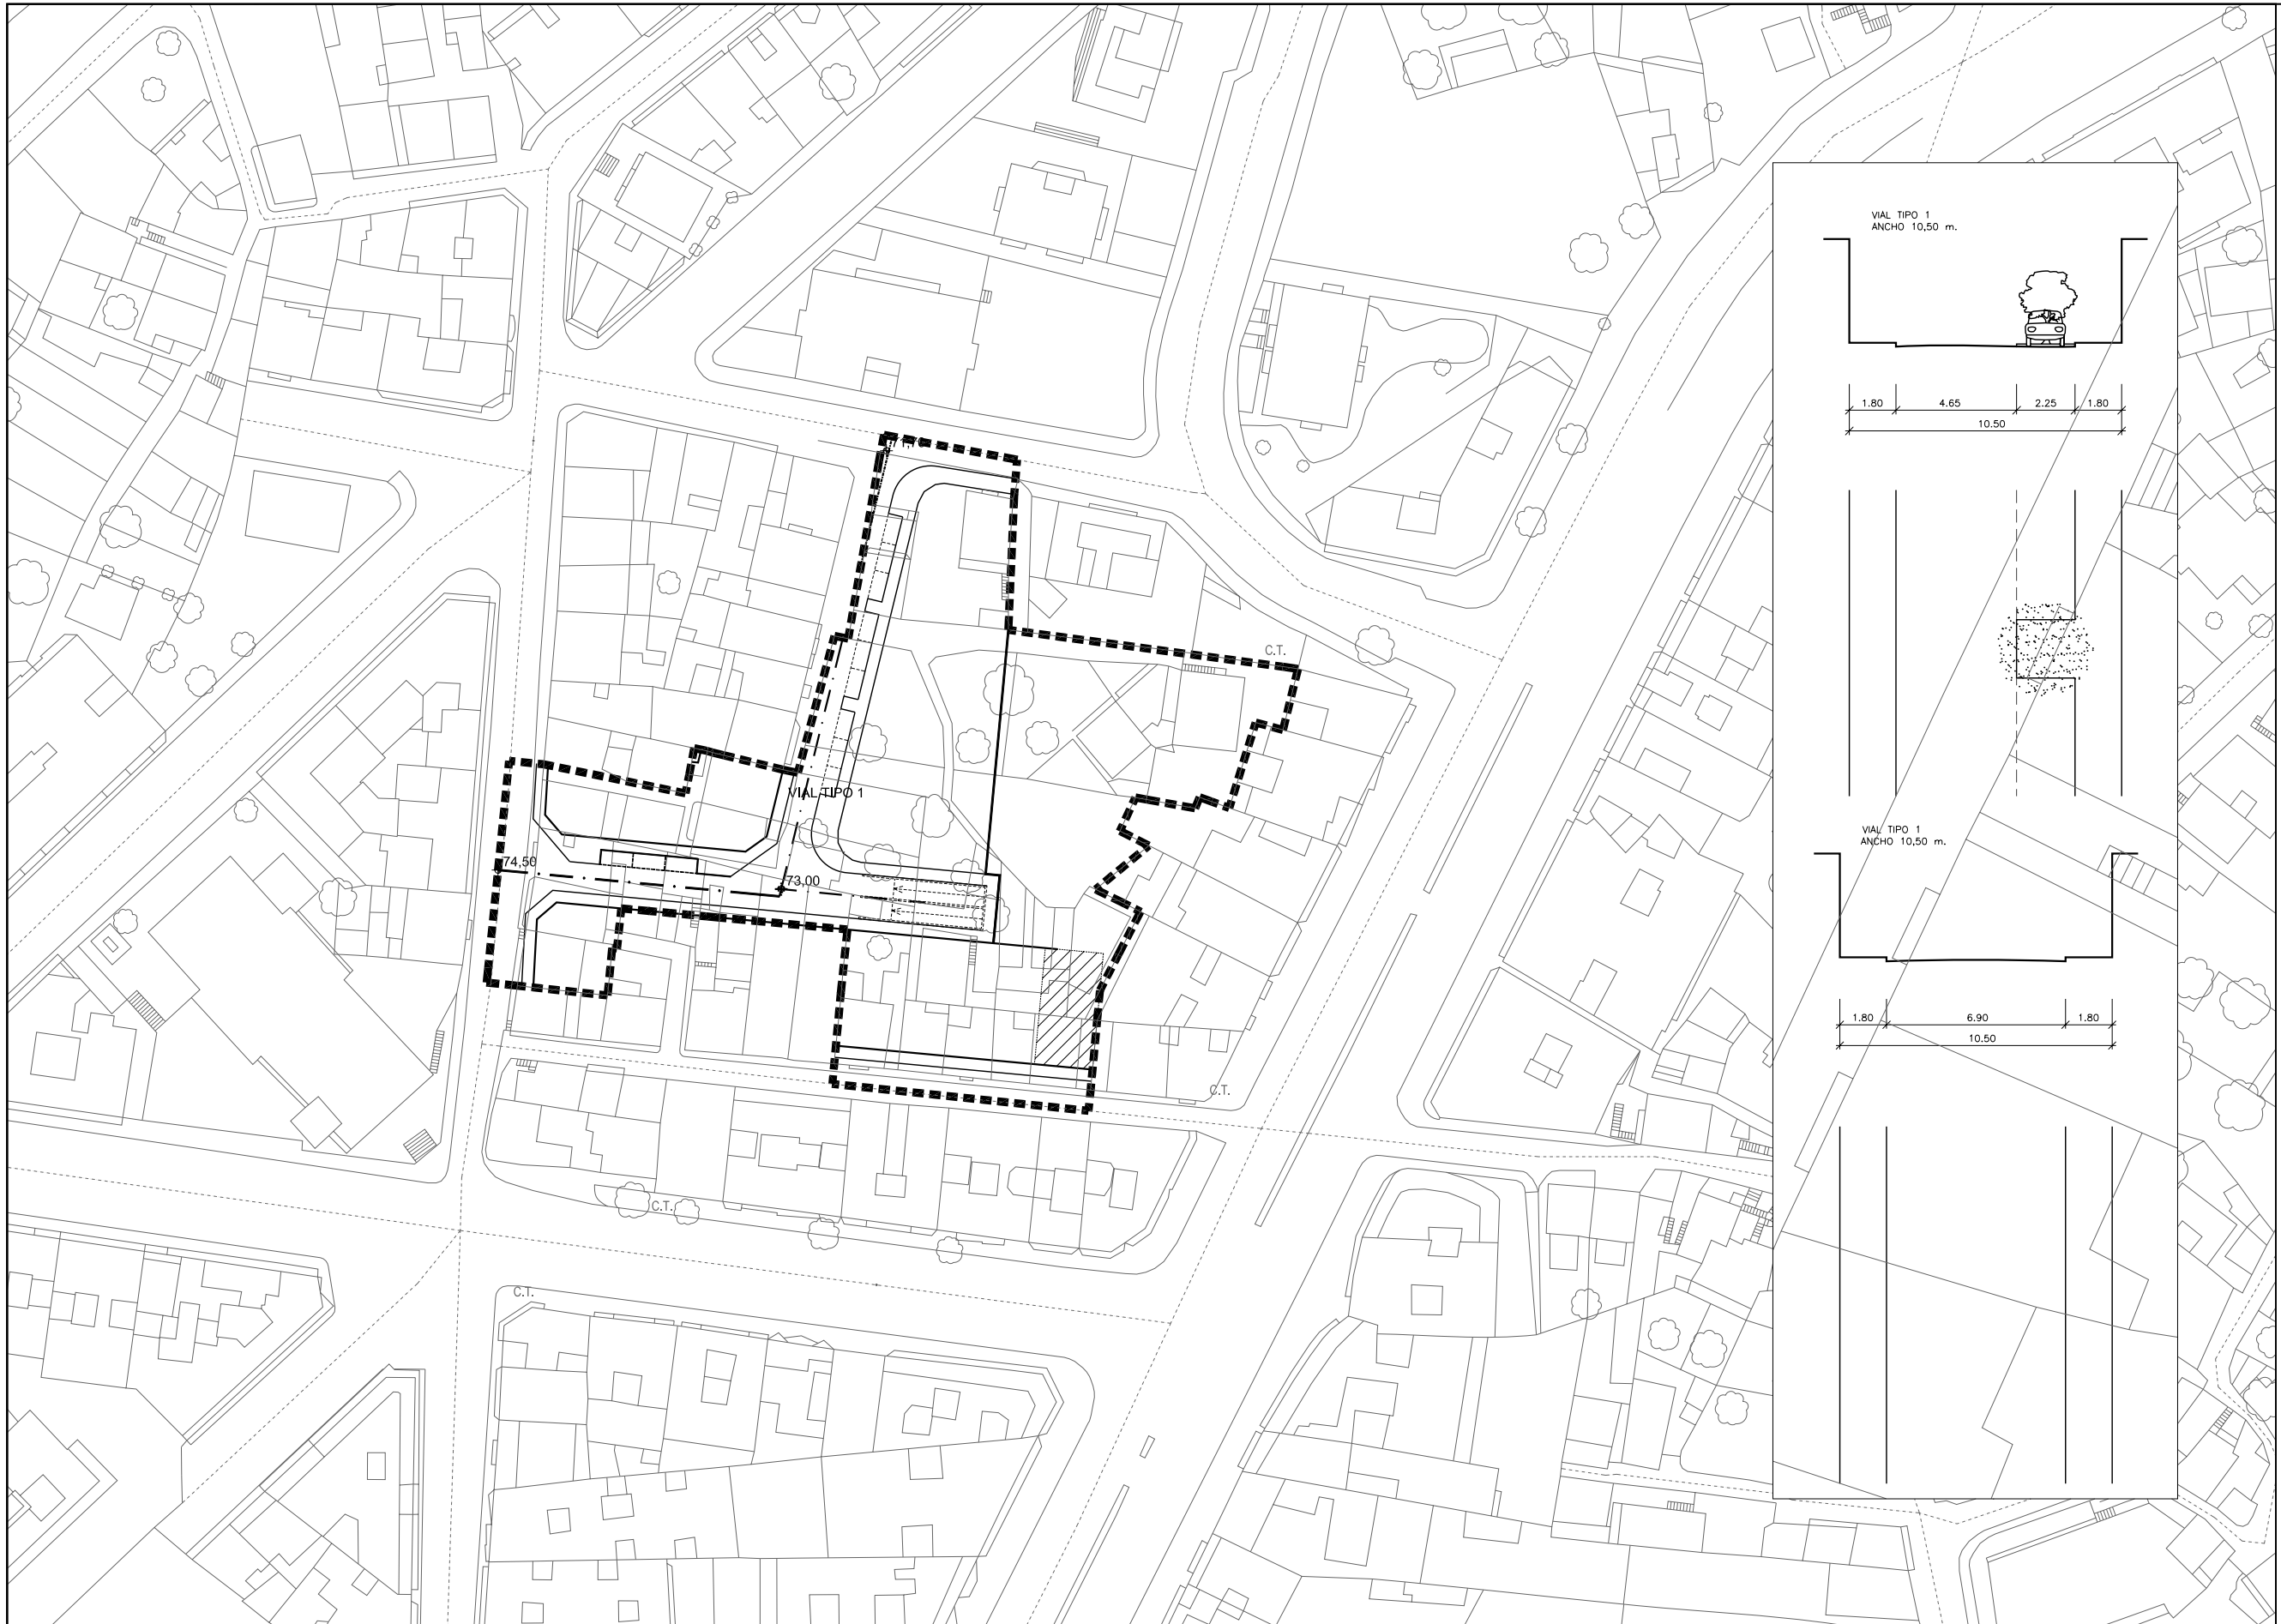 VIAL TIPO 1
ANCHO 10,50 m.
1.80 4.65 2.25 1.80
10.50
C.T.
VIAL TIPO 1
74,50
73,00
VIAL TIPO 1
ANCHO 10,50 m.
1.80 6.90 1.80
10.50
C.T.
C.T.
C.T.